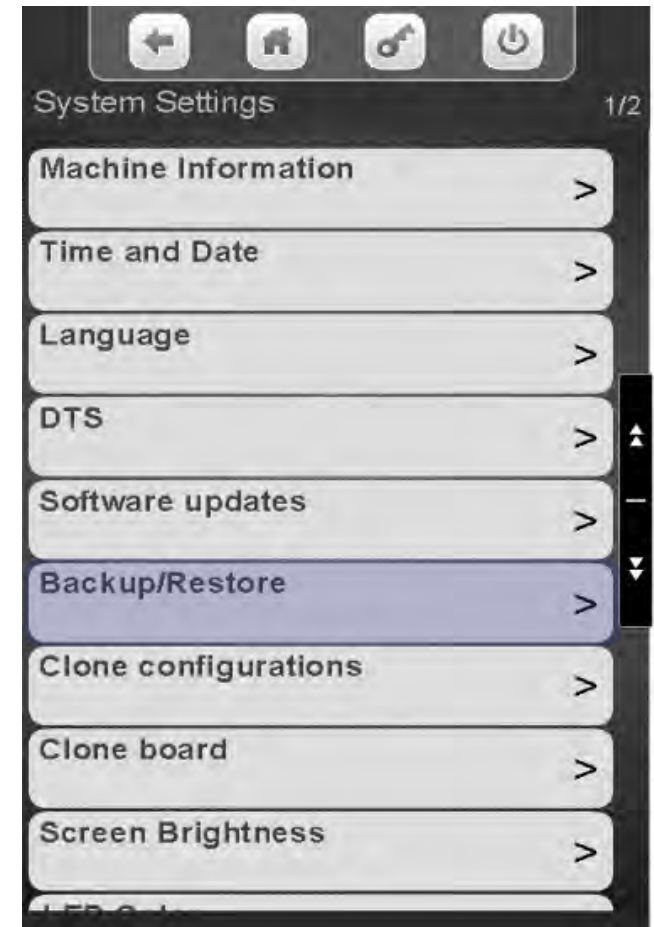 System Settings 1/2
Machine Information
>
Time and Date
>
Language
>
DTS
>
Software updates
>
Backup/Restore
>
Clone configurations
>
Clone board
>
Screen Brightness
>